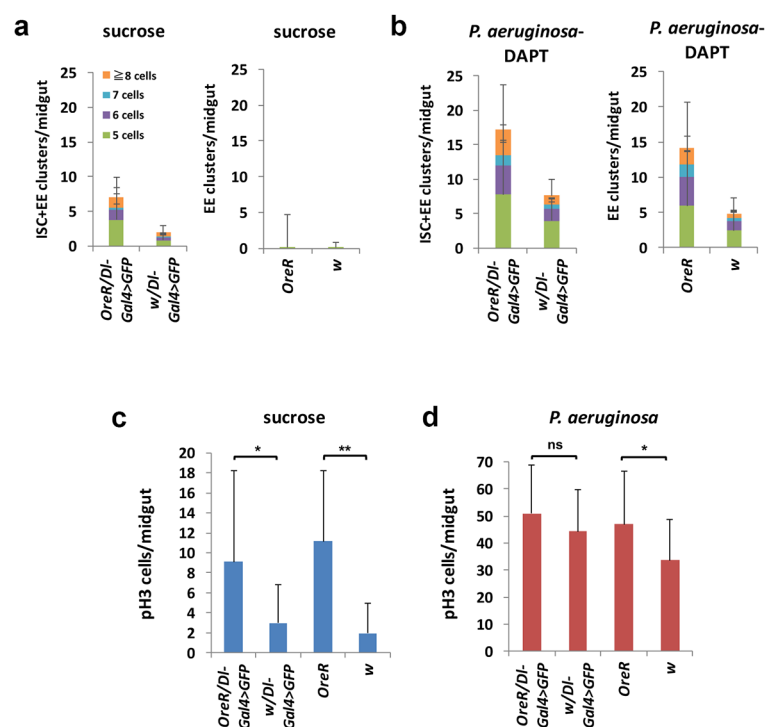 a
sucrose
ISC+EE clusters/midgut
25
20
15
10
5
0
≧8 cells
7 cells
6 cells
5 cells
OreR/Dl-
Gal4>GFP
w/Dl-
Gal4>GFP
sucrose
EE clusters/midgut
25
20
15
10
5
0
OreR
w
b
P. aeruginosa-
DAPT
ISC+EE clusters/midgut
25
20
15
10
5
0
OreR/Dl-
Gal4>GFP
w/Dl-
Gal4>GFP
P. aeruginosa-
DAPT
EE clusters/midgut
25
20
15
10
5
0
OreR
w
c
sucrose
pH3 cells/midgut
20
18
16
14
12
10
8
6
4
2
0
*
**
OreR/Dl-
Gal4>GFP
w/Dl-
Gal4>GFP
OreR
w
d
P. aeruginosa
pH3 cells/midgut
70
60
50
40
30
20
10
0
ns
*
OreR/Dl-
Gal4>GFP
w/Dl-
Gal4>GFP
OreR
w